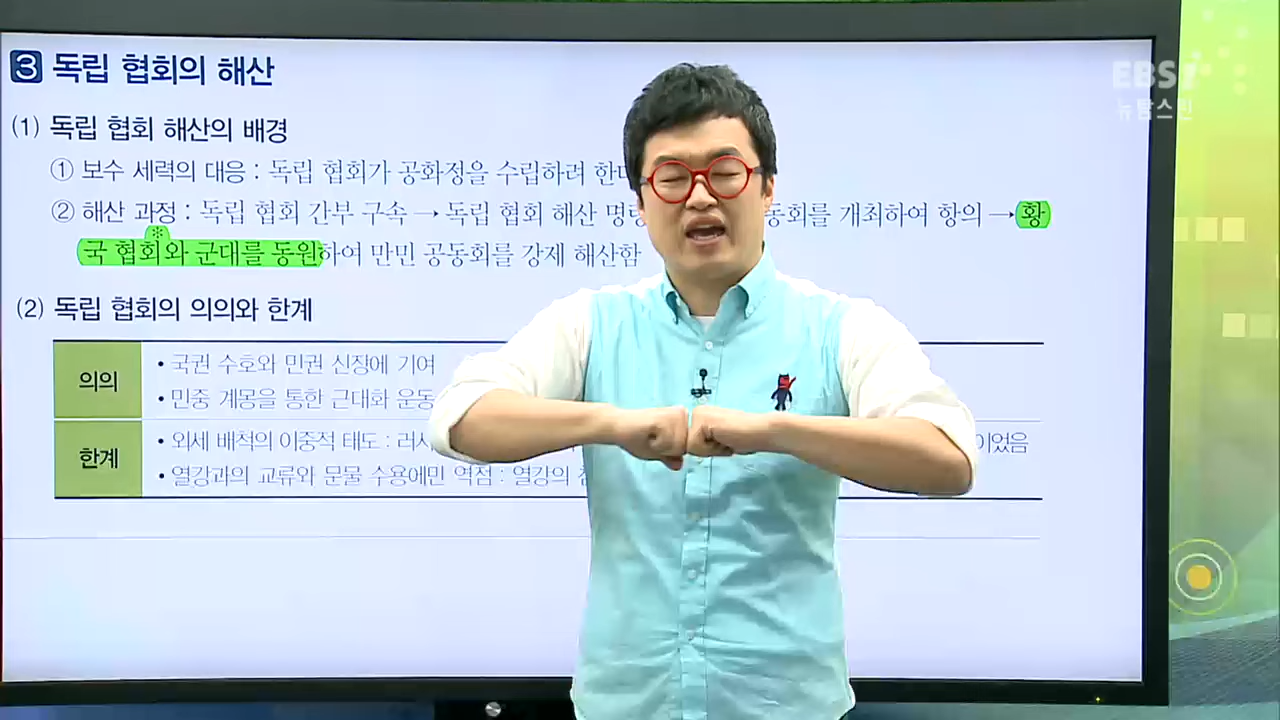 3 독립 협회의 해산
EBSi
뉴탐스런
(1) 독립 협회 해산의 배경
① 보수 세력의 대응 : 독립 협회가 공화정을 수립하려
② 해산 과정 : 독립 협회 간부 구속 → 독립 협회 해산 동회를 개최하여 항의 → 황
국 협회와 군대를 동원하여 만민 공동회를 강제 해산함
(2) 독립 협회의 의의와 한계
의의
• 국권 수호와 민권 신장에 기여
• 민중 계몽을 통한 근대화 운동
한계
• 외세 배척의 이중적 태도 : 이었음
• 열강과의 교류와 문물 수용에만 역점 : 열강의